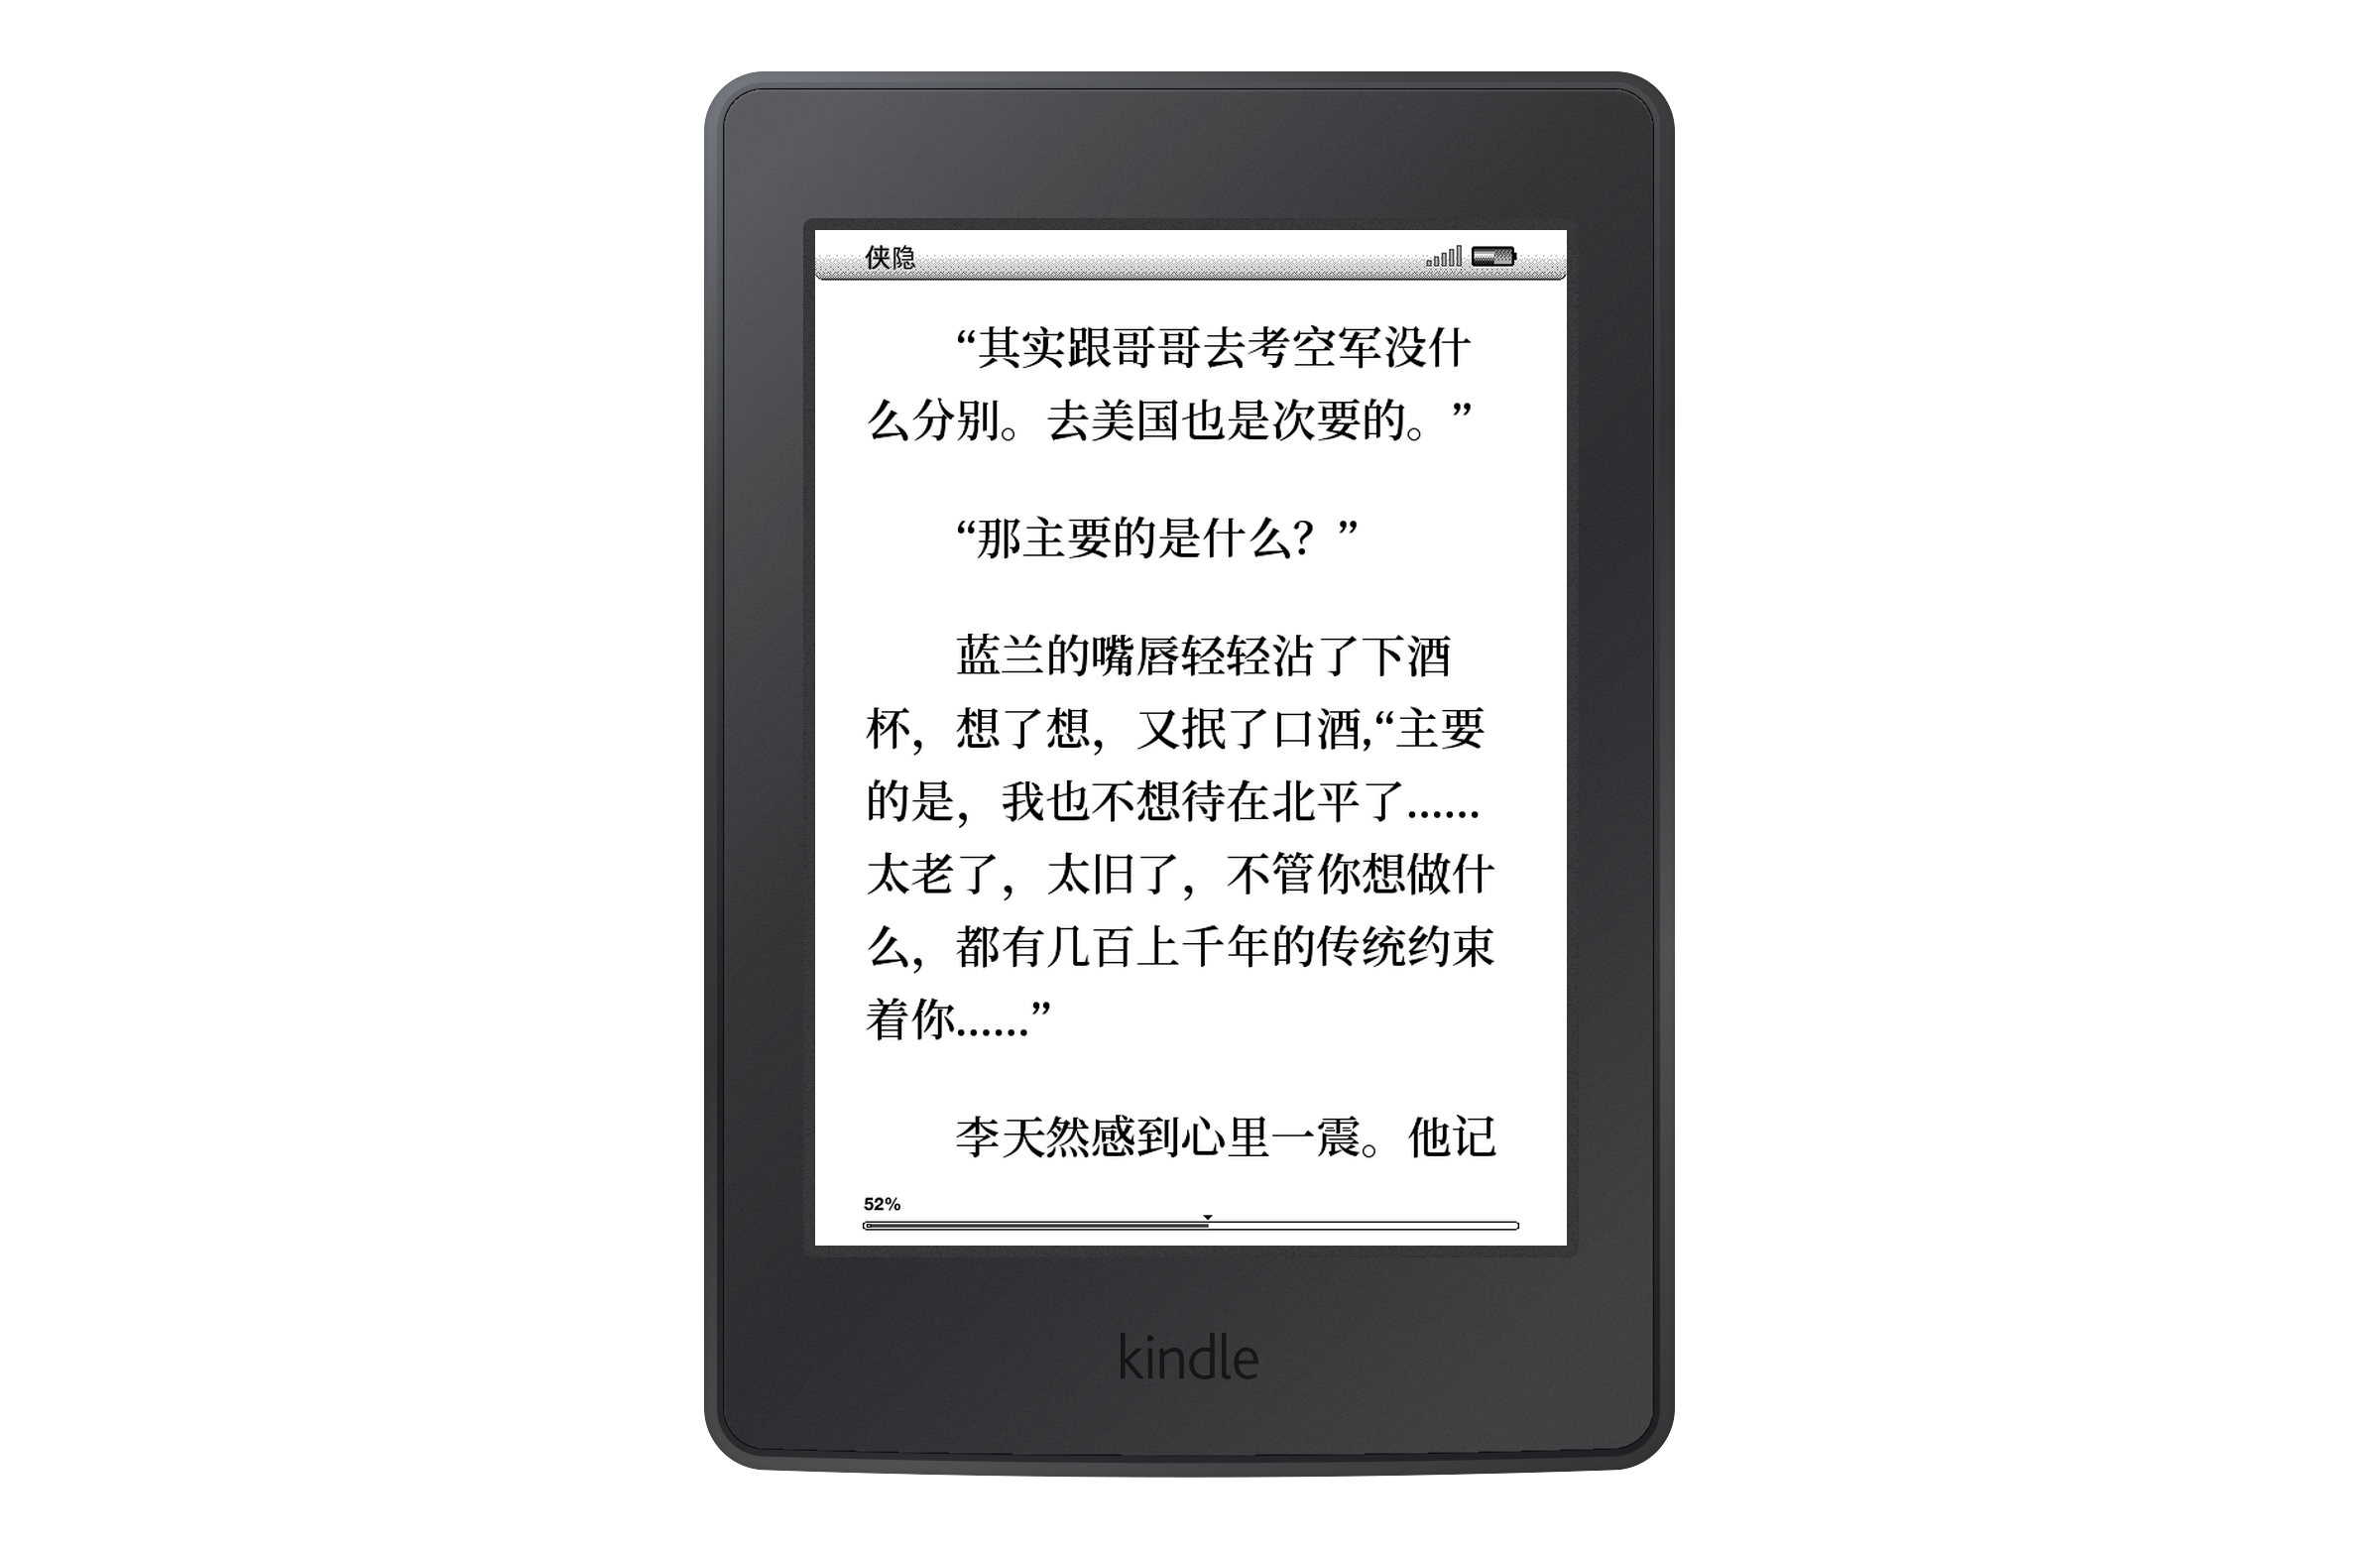 侠隐
“其实跟哥哥去考空军没什
么分别。去美国也是次要的。”
“那主要的是什么？”
蓝兰的嘴唇轻轻沾了下酒
杯，想了想，又抿了口酒,“主要
的是，我也不想待在北平了……
太老了，太旧了，不管你想做什
么，都有几百上千年的传统约束
着你……”
李天然感到心里一震。他记
52%
kindle